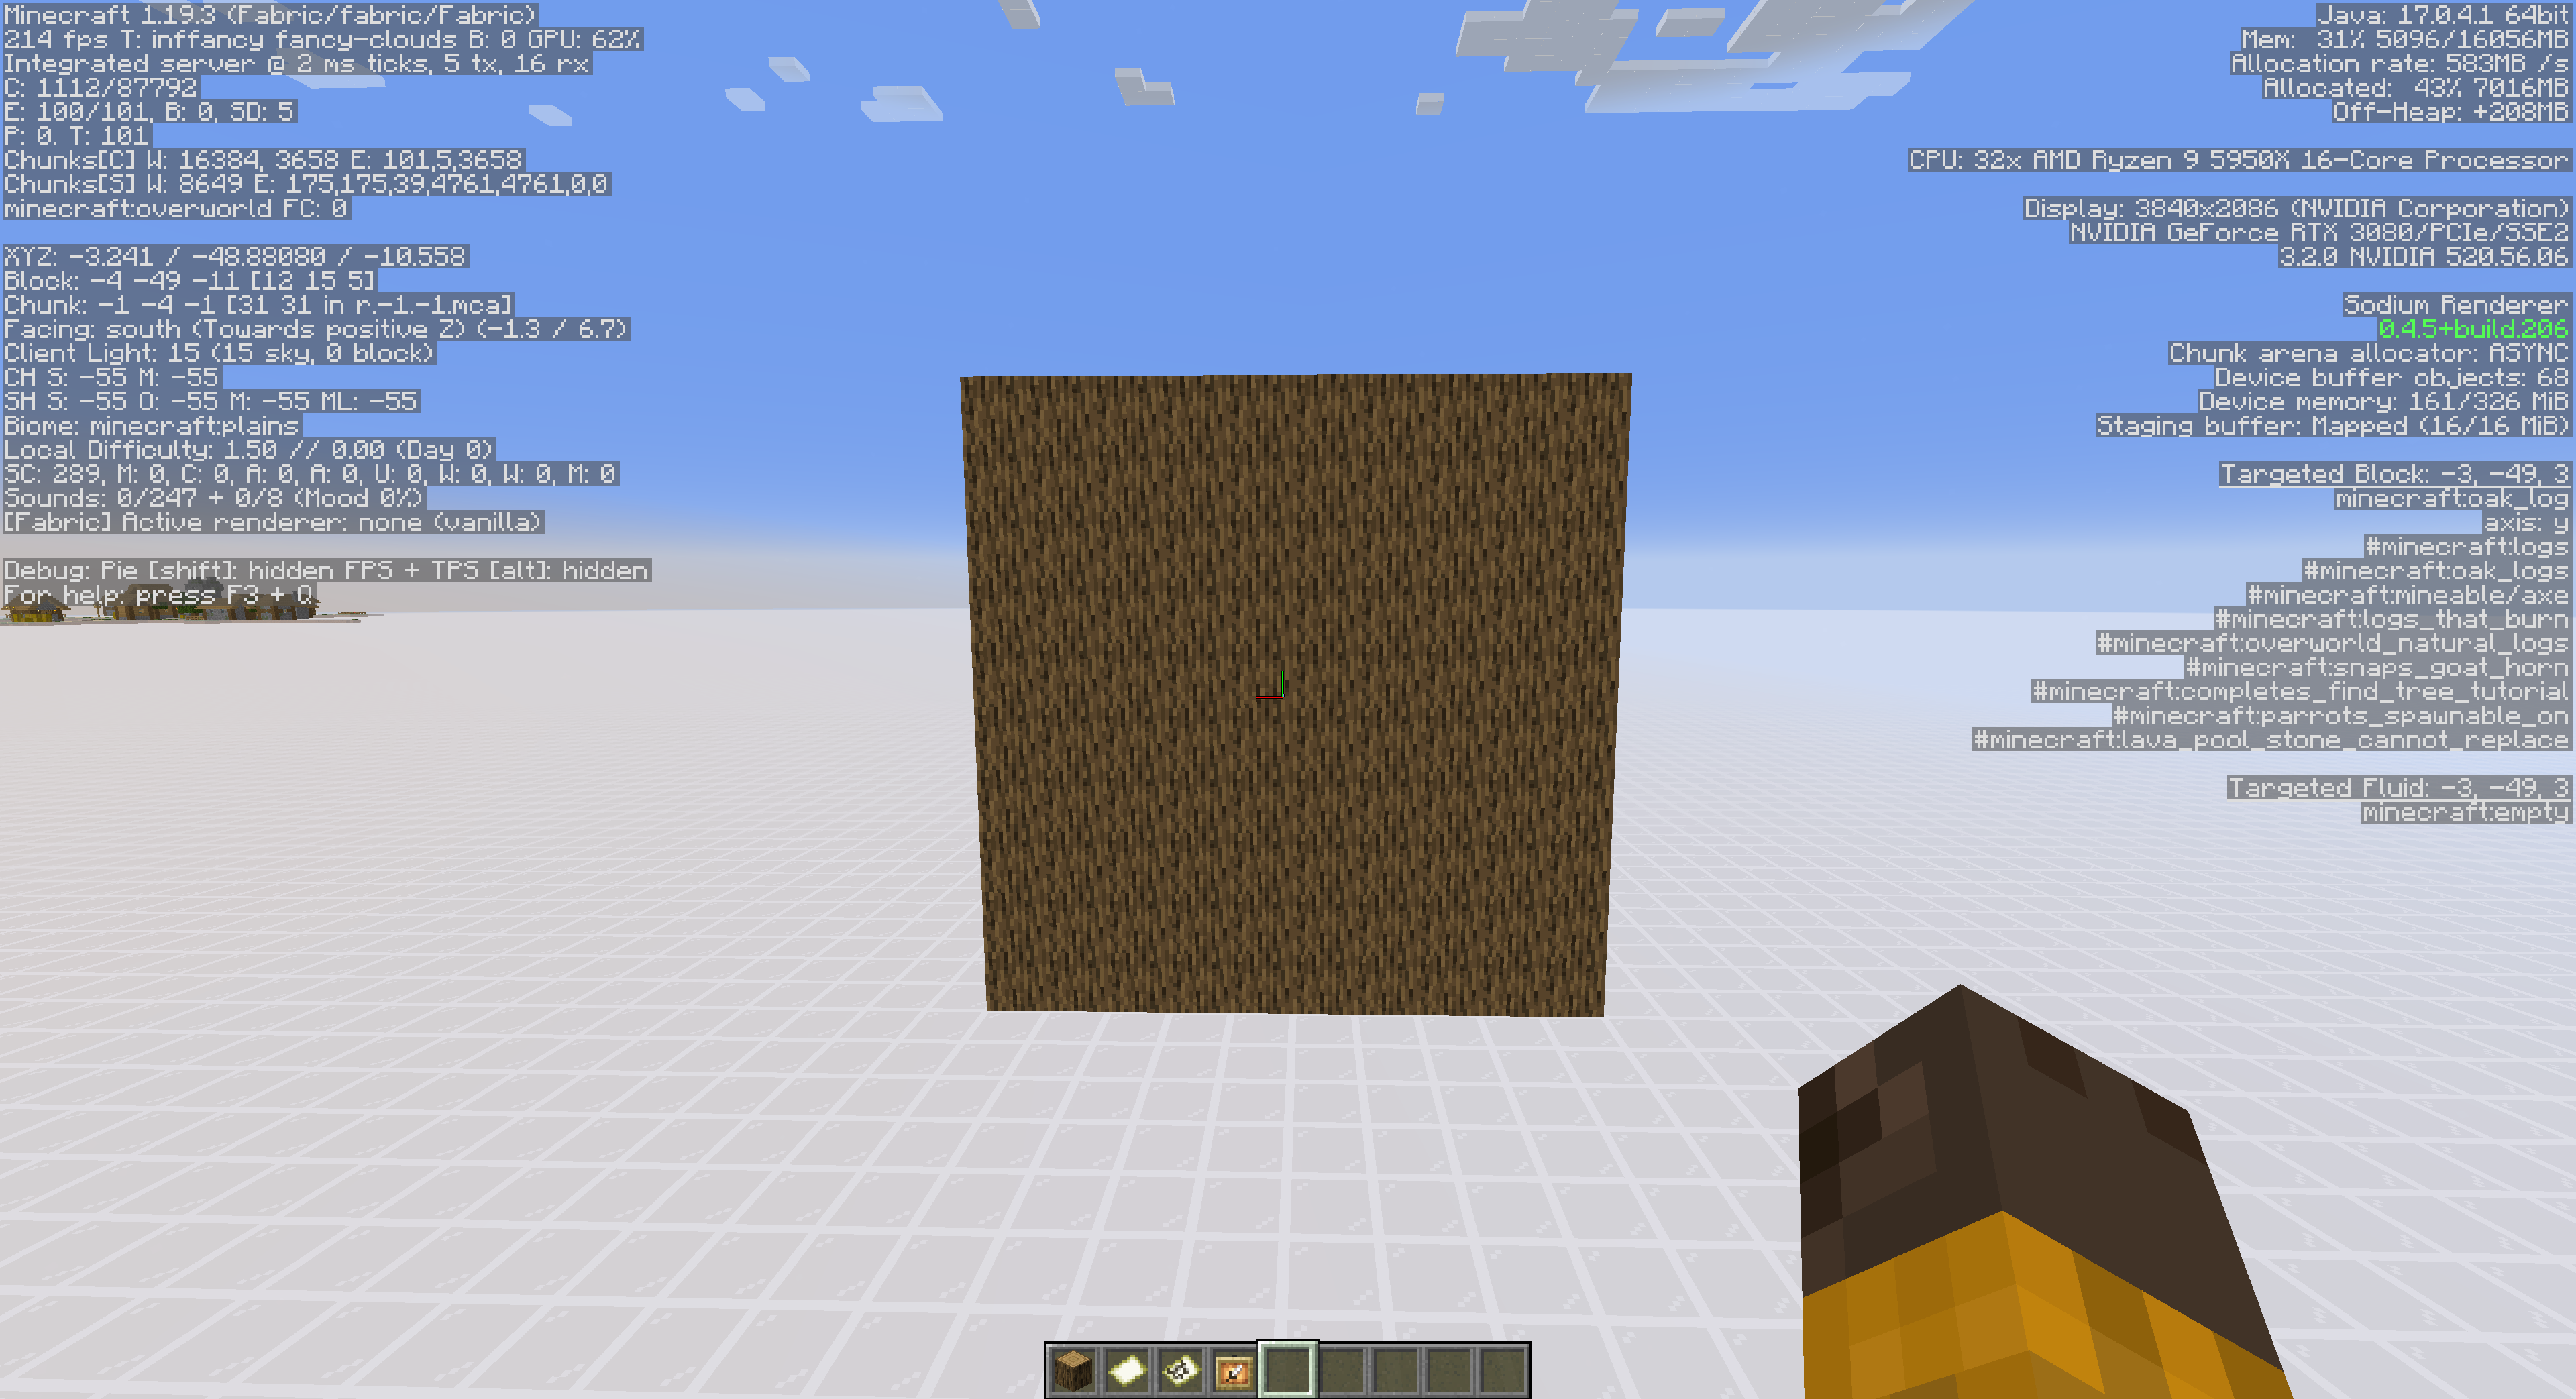 Minecraft 1.19.3 (Fabric/fabric/Fabric)
214 fps T: inffancy fancy-clouds B: 0 GPU: 62%
Integrated server @ 2 ms ticks, 5 tx, 16 rx
C: 1112/87792
E: 100/101, B: 0, SD: 5
P: 0. T: 101
Chunks[C] W: 16384, 3658 E: 101,5,3658
Chunks[S] W: 8649 E: 175,175,39,4761,4761,0,0
minecraft:overworld FC: 0
XYZ: -3.241 / -48.88080 / -10.558
Block: -4 -49 -11 [12 15 5]
Chunk: -1 -4 -1 [31 31 in r.-1.-1.mca]
Facing: south (Towards positive Z) (-1.3 / 6.7)
Client Light: 15 (15 sky, 0 block)
CH S: -55 M: -55
SH S: -55 O: -55 M: -55 ML: -55
Biome: minecraft:plains
Local Difficulty: 1.50 // 0.00 (Day 0)
SC: 289, M: 0, C: 0, A: 0, A: 0, U: 0, W: 0, W: 0, M: 0
Sounds: 0/247 + 0/8 (Mood 0%)
[Fabric] Active renderer: none (vanilla)
Debug: Pie [shift]: hidden FPS + TPS [alt]: hidden
For help: press F3 + Q
Java: 17.0.4.1 64bit
Mem: 31% 5096/16056MB
Allocation rate: 583MB /s
Allocated: 43% 7016MB
Off-Heap: +208MB
CPU: 32x AMD Ryzen 9 5950X 16-Core Processor
Display: 3840x2086 (NVIDIA Corporation)
NVIDIA GeForce RTX 3080/PCIe/SSE2
3.2.0 NVIDIA 520.56.06
Sodium Renderer
0.4.5+build.206
Chunk arena allocator: ASYNC
Device buffer objects: 68
Device memory: 161/326 MiB
Staging buffer: Mapped (16/16 MiB)
Targeted Block: -3, -49, 3
minecraft:oak_log
axis: y
#minecraft:logs
#minecraft:oak_logs
#minecraft:mineable/axe
#minecraft:logs_that_burn
#minecraft:overworld_natural_logs
#minecraft:snaps_goat_horn
#minecraft:completes_find_tree_tutorial
#minecraft:parrots_spawnable_on
#minecraft:lava_pool_stone_cannot_replace
Targeted Fluid: -3, -49, 3
minecraft:empty